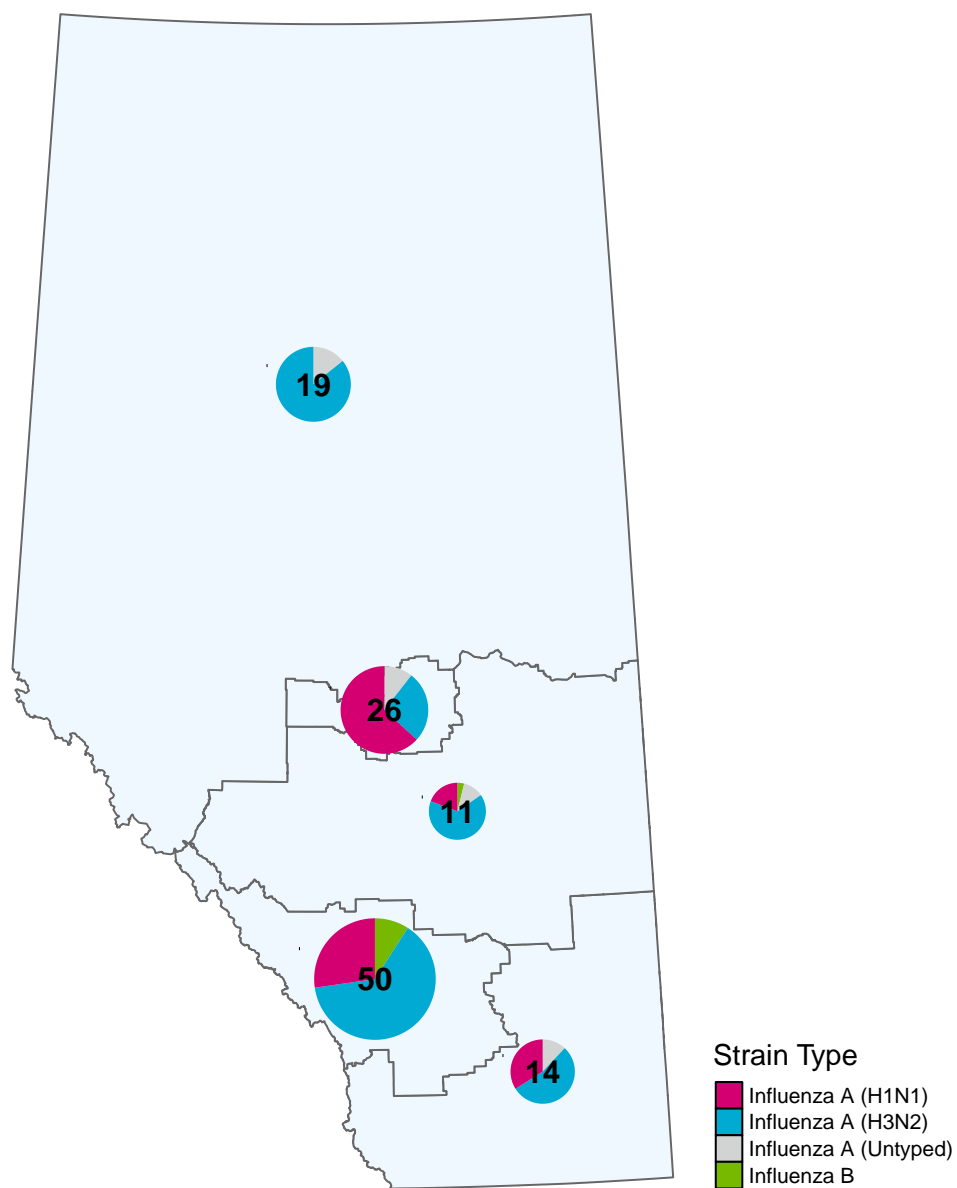 19
26
11
50
14
Strain Type
Influenza A (H1N1)
Influenza A (H3N2)
Influenza A (Untyped)
Influenza B